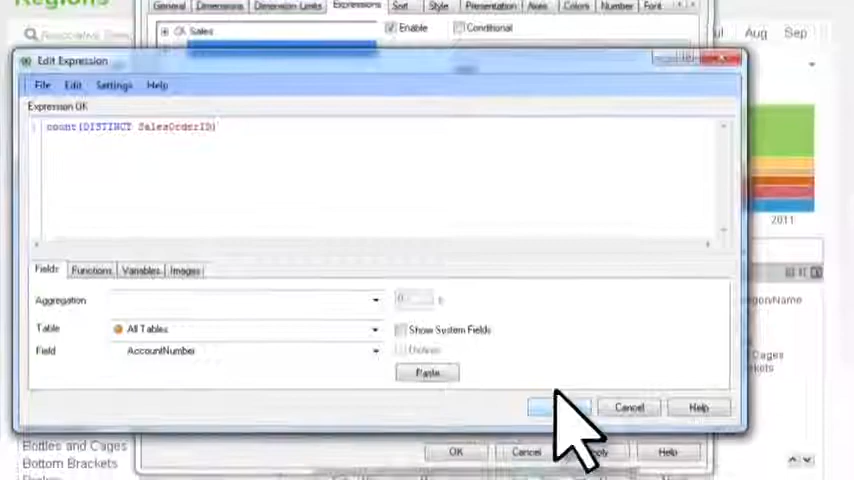 Regions
General Dimensions Dimension Limits Expressions Sort Style Presentation Axes Colors Number Font
Sales Enable Conditional
Jul Aug Sep
Edit Expression
File Edit Settings Help
Expression OK
count(DISTINCT SalesOrderID)
2011
Fields Functions Variables Images
Aggregation
Table All Tables Show System Fields
Field AccountNumber
Paste
Cancel Help
Bottles and Cages
Bottom Brackets
OK Cancel Help